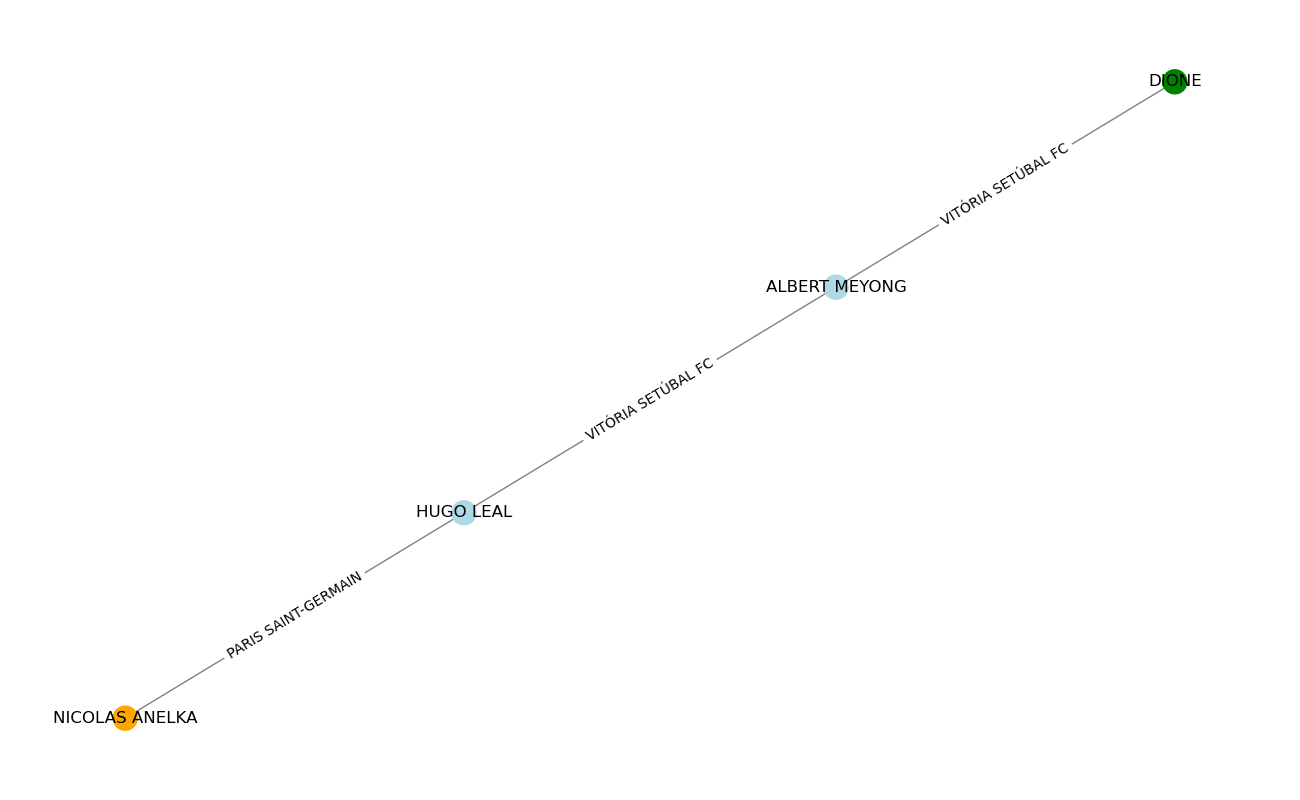 DIONE
VITÓRIA SETÚBAL FC
ALBERT MEYONG
VITÓRIA SETÚBAL FC
HUGO LEAL
PARIS SAINT-GERMAIN
NICOLAS ANELKA